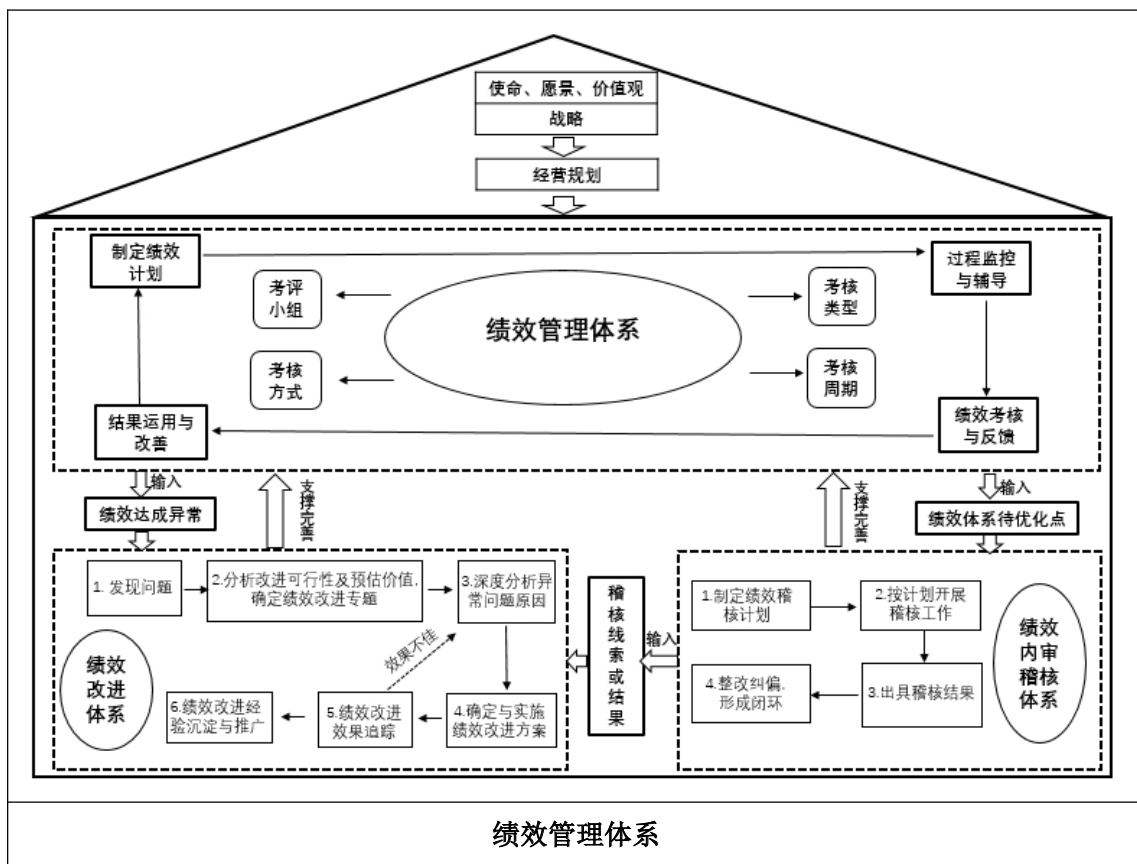 使命、愿景、价值观
战略
经营规划
制定绩效
计划
过程监控
与辅导
考评
小组
考核
类型
绩效管理体系
考核
方式
考核
周期
结果运用与
改善
绩效考核
与反馈
输入
支撑完善
支撑完善
输入
绩效达成异常
绩效体系待优化点
1. 发现问题
2.分析改进可行性及预估价值,
确定绩效改进专题
3.深度分析异
常问题原因
绩效
改进
体系
效果不佳
6.绩效改进经
验沉淀与推广
5.绩效改进
效果追踪
4.确定与实施
绩效改进方案
稽核线索或结果
输入
1.制定绩效稽
核计划
2.按计划开展
稽核工作
绩效
内审
稽核
体系
4.整改纠偏,
形成闭环
3.出具稽核结果
绩效管理体系